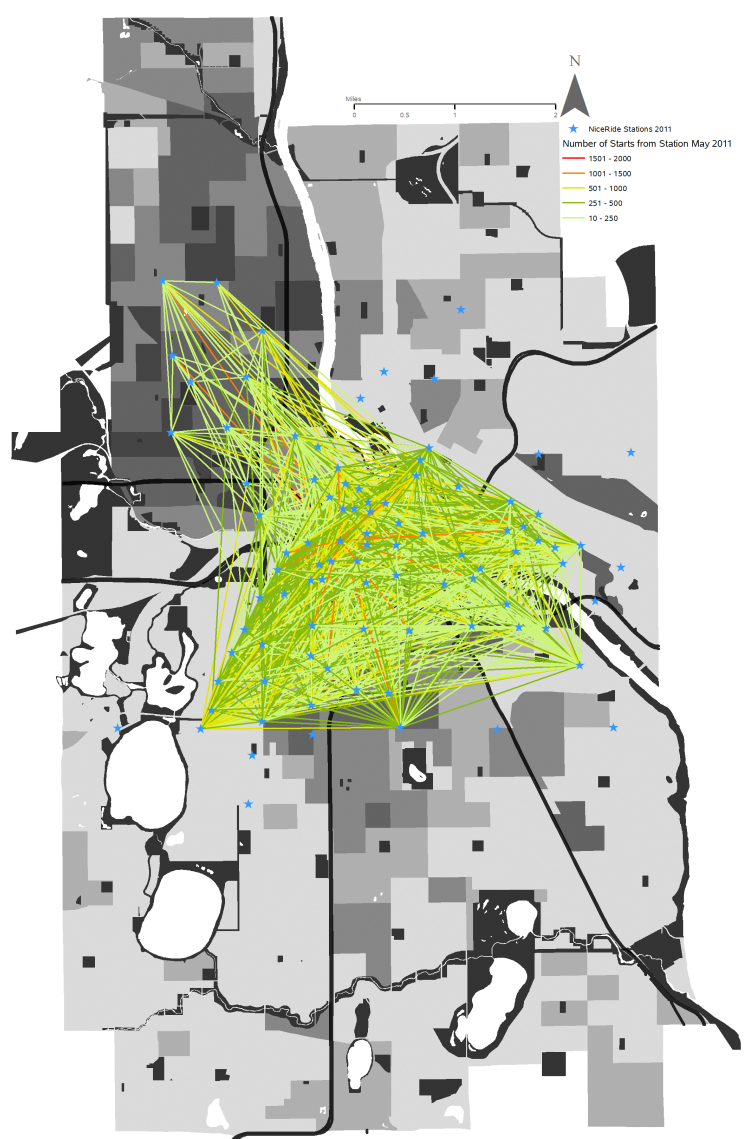 N
Miles
0 0.5 1 2
NiceRide Stations 2011
Number of Starts from Station May 2011
1501 - 2000
1001 - 1500
501 - 1000
251 - 500
10 - 250